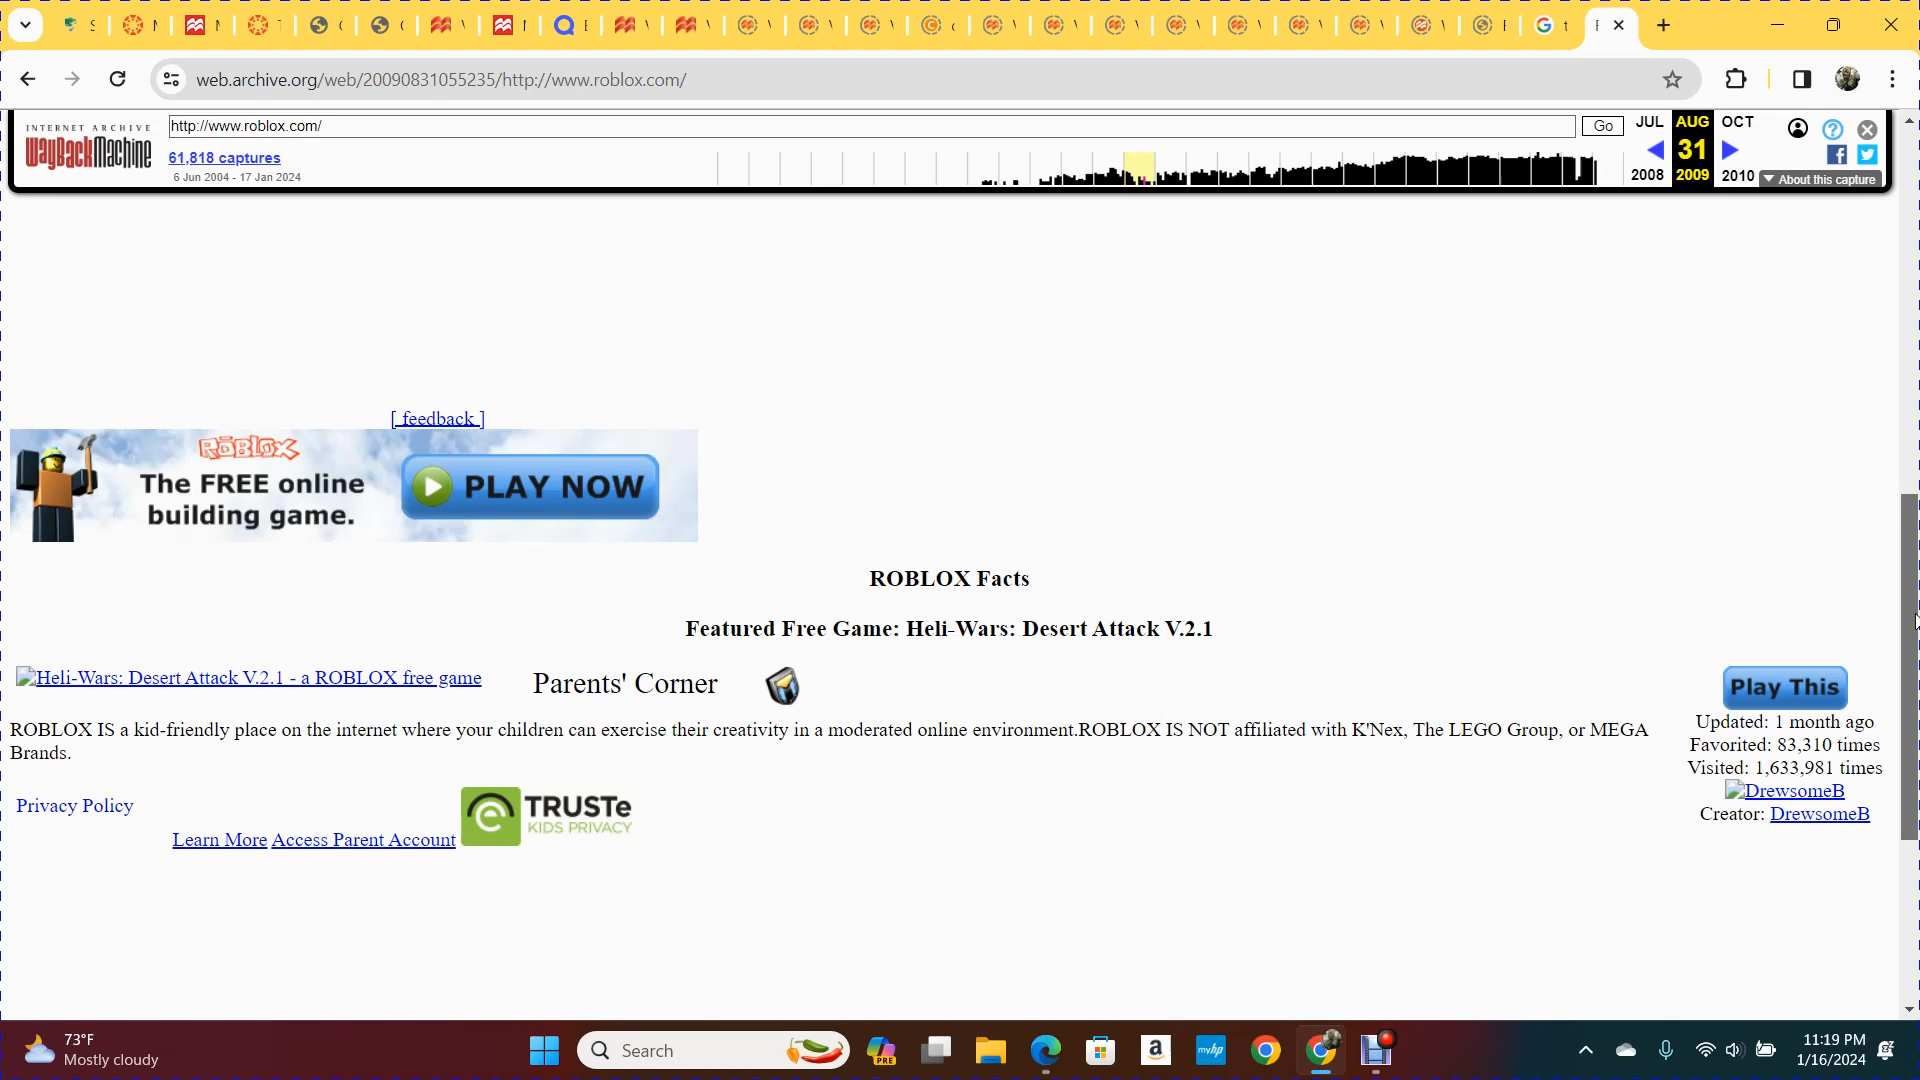 web.archive.org/web/20090831055235/http://www.roblox.com/
INTERNET ARCHIVE
WayBackMachine
http://www.roblox.com/
Go
JUL AUG OCT
61,818 captures
31
6 Jun 2004 - 17 Jan 2024
2008 2009 2010
About this capture
[ feedback ]
ROBLOX
The FREE online
building game.
PLAY NOW
ROBLOX Facts
Featured Free Game: Heli-Wars: Desert Attack V.2.1
Heli-Wars: Desert Attack V.2.1 - a ROBLOX free game
Parents' Corner
Play This
Updated: 1 month ago
Favorited: 83,310 times
Visited: 1,633,981 times
DrewsomeB
Creator: DrewsomeB
ROBLOX IS a kid-friendly place on the internet where your children can exercise their creativity in a moderated online environment.ROBLOX IS NOT affiliated with K'Nex, The LEGO Group, or MEGA
Brands.
Privacy Policy
Learn More Access Parent Account
TRUSTe
KIDS PRIVACY
73°F
Mostly cloudy
Search
PRE
myhp
11:19 PM
1/16/2024